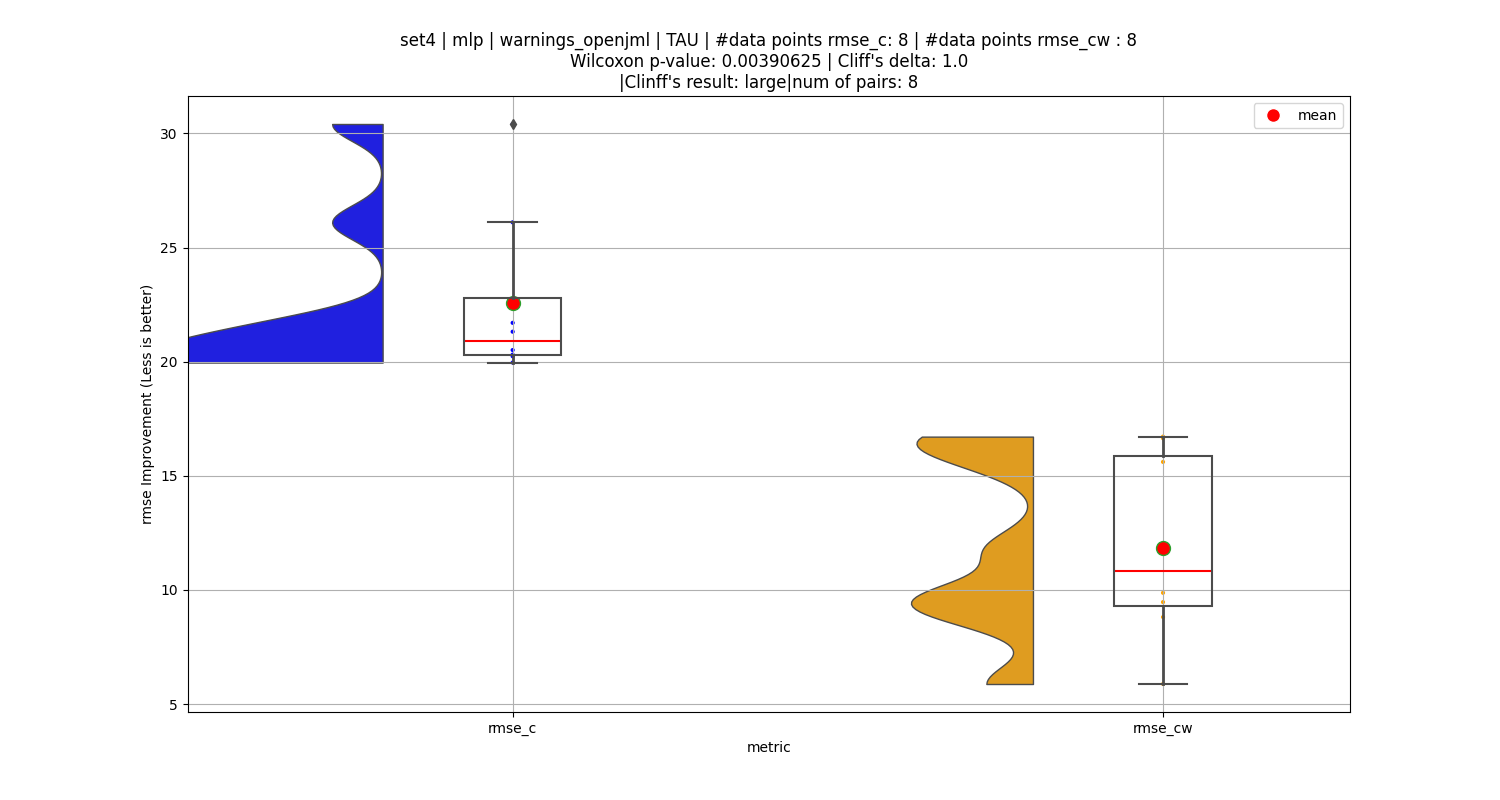 set4 | mlp | warnings_openjml | TAU | #data points rmse_c: 8 | #data points rmse_cw : 8
Wilcoxon p-value: 0.00390625 | Cliff's delta: 1.0
|Clinff's result: large|num of pairs: 8
mean
30
25
20
15
10
5
rmse Improvement (Less is better)
rmse_c
rmse_cw
metric